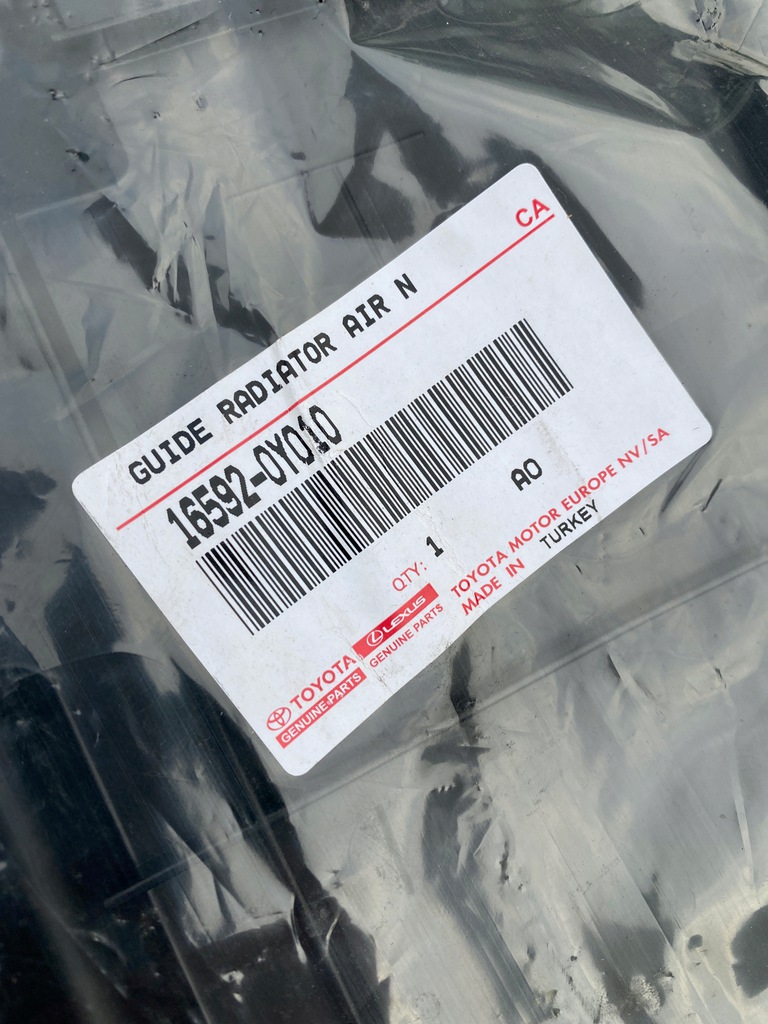 CA
GUIDE RADIATOR AIR N
16592-0Y010
QTY: 1
A0
TOYOTA
GENUINE PARTS
LEXUS
GENUINE PARTS
TOYOTA MOTOR EUROPE NV/SA
MADE IN TURKEY